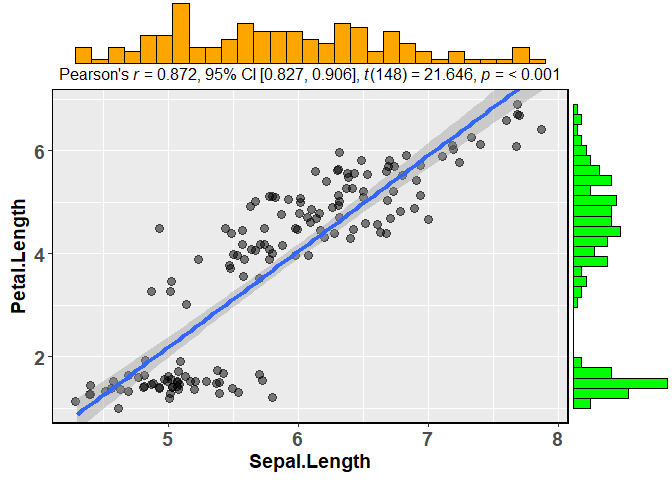 Pearson's r = 0.872, 95% CI [0.827, 0.906], t(148) = 21.646, p = < 0.001
6
4
2
Petal.Length
5 6 7 8
Sepal.Length